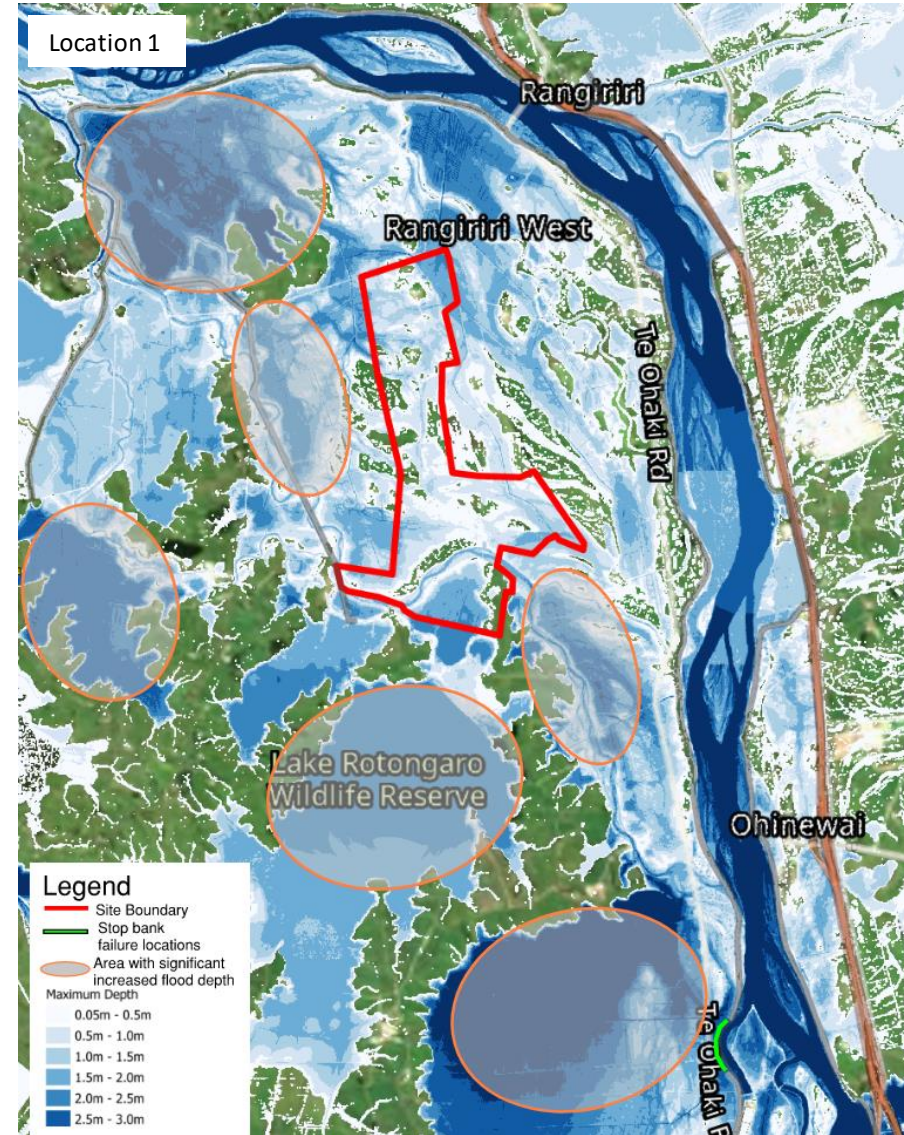 Location 1
Rangiriri
Rangiriri West
Te Ohaki Rd
Lake Rotongaro
Wildlife Reserve
Ohinewai
Te Ohaki R
Legend
Site Boundary
Stop bank
failure locations
Area with significant
increased flood depth
Maximum Depth
0.05m - 0.5m
0.5m - 1.0m
1.0m - 1.5m
1.5m - 2.0m
2.0m - 2.5m
2.5m - 3.0m